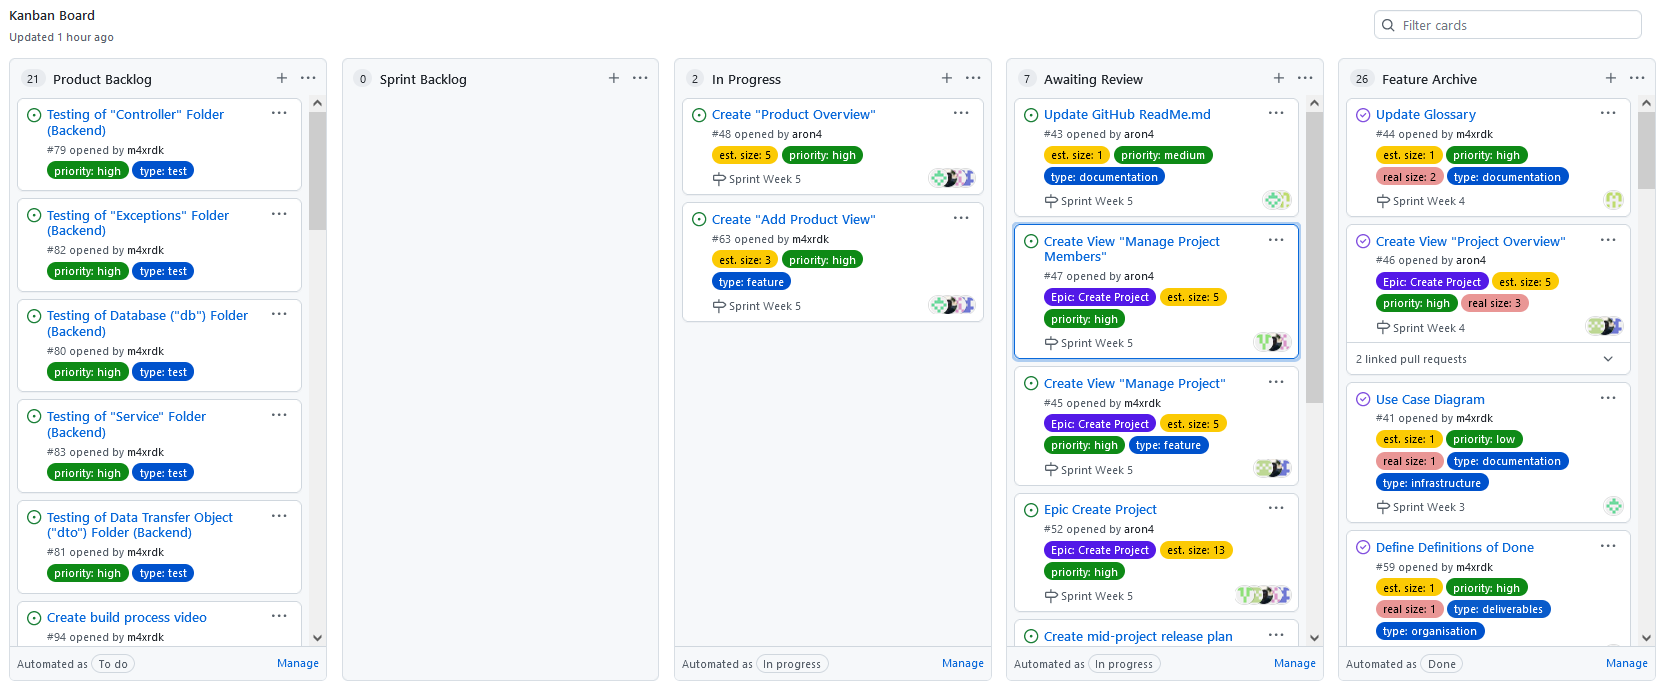 Kanban Board
Updated 1 hour ago
Filter cards
21 Product Backlog
Testing of "Controller" Folder
(Backend)
#79 opened by m4xrdk
priority: high type: test
Testing of "Exceptions" Folder
(Backend)
#82 opened by m4xrdk
priority: high type: test
Testing of Database ("db") Folder
(Backend)
#80 opened by m4xrdk
priority: high type: test
Testing of "Service" Folder
(Backend)
#83 opened by m4xrdk
priority: high type: test
Testing of Data Transfer Object
("dto") Folder (Backend)
#81 opened by m4xrdk
priority: high type: test
Create build process video
#94 opened by m4xrdk
Automated as To do Manage
0 Sprint Backlog
2 In Progress
Create "Product Overview"
#48 opened by aron4
est. size: 5 priority: high
Sprint Week 5
Create "Add Product View"
#63 opened by m4xrdk
est. size: 3 priority: high
type: feature
Sprint Week 5
Automated as In progress Manage
7 Awaiting Review
Update GitHub ReadMe.md
#43 opened by aron4
est. size: 1 priority: medium
type: documentation
Sprint Week 5
Create View "Manage Project
Members"
#47 opened by aron4
Epic: Create Project est. size: 5
priority: high
Sprint Week 5
Create View "Manage Project"
#45 opened by m4xrdk
Epic: Create Project est. size: 5
priority: high type: feature
Sprint Week 5
Epic Create Project
#52 opened by aron4
Epic: Create Project est. size: 13
priority: high
Sprint Week 5
Create mid-project release plan
Automated as In progress Manage
26 Feature Archive
Update Glossary
#44 opened by m4xrdk
est. size: 1 priority: high
real size: 2 type: documentation
Sprint Week 4
Create View "Project Overview"
#46 opened by aron4
Epic: Create Project est. size: 5
priority: high real size: 3
Sprint Week 4
2 linked pull requests
Use Case Diagram
#41 opened by m4xrdk
est. size: 1 priority: low
real size: 1 type: documentation
type: infrastructure
Sprint Week 3
Define Definitions of Done
#59 opened by m4xrdk
est. size: 1 priority: high
real size: 1 type: deliverables
type: organisation
Automated as Done Manage